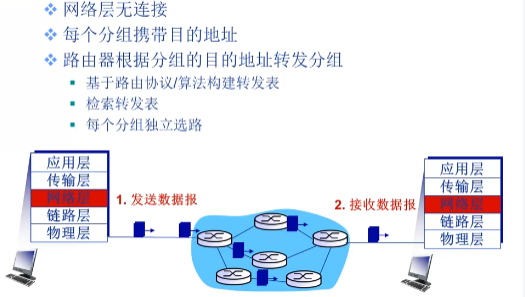 网络层无连接
每个分组携带目的地址
路由器根据分组的目的地址转发分组
基于路由协议/算法构建转发表
检索转发表
每个分组独立选路
应用层
传输层
网络层
链路层
物理层
1. 发送数据报
2. 接收数据报
应用层
传输层
网络层
链路层
物理层